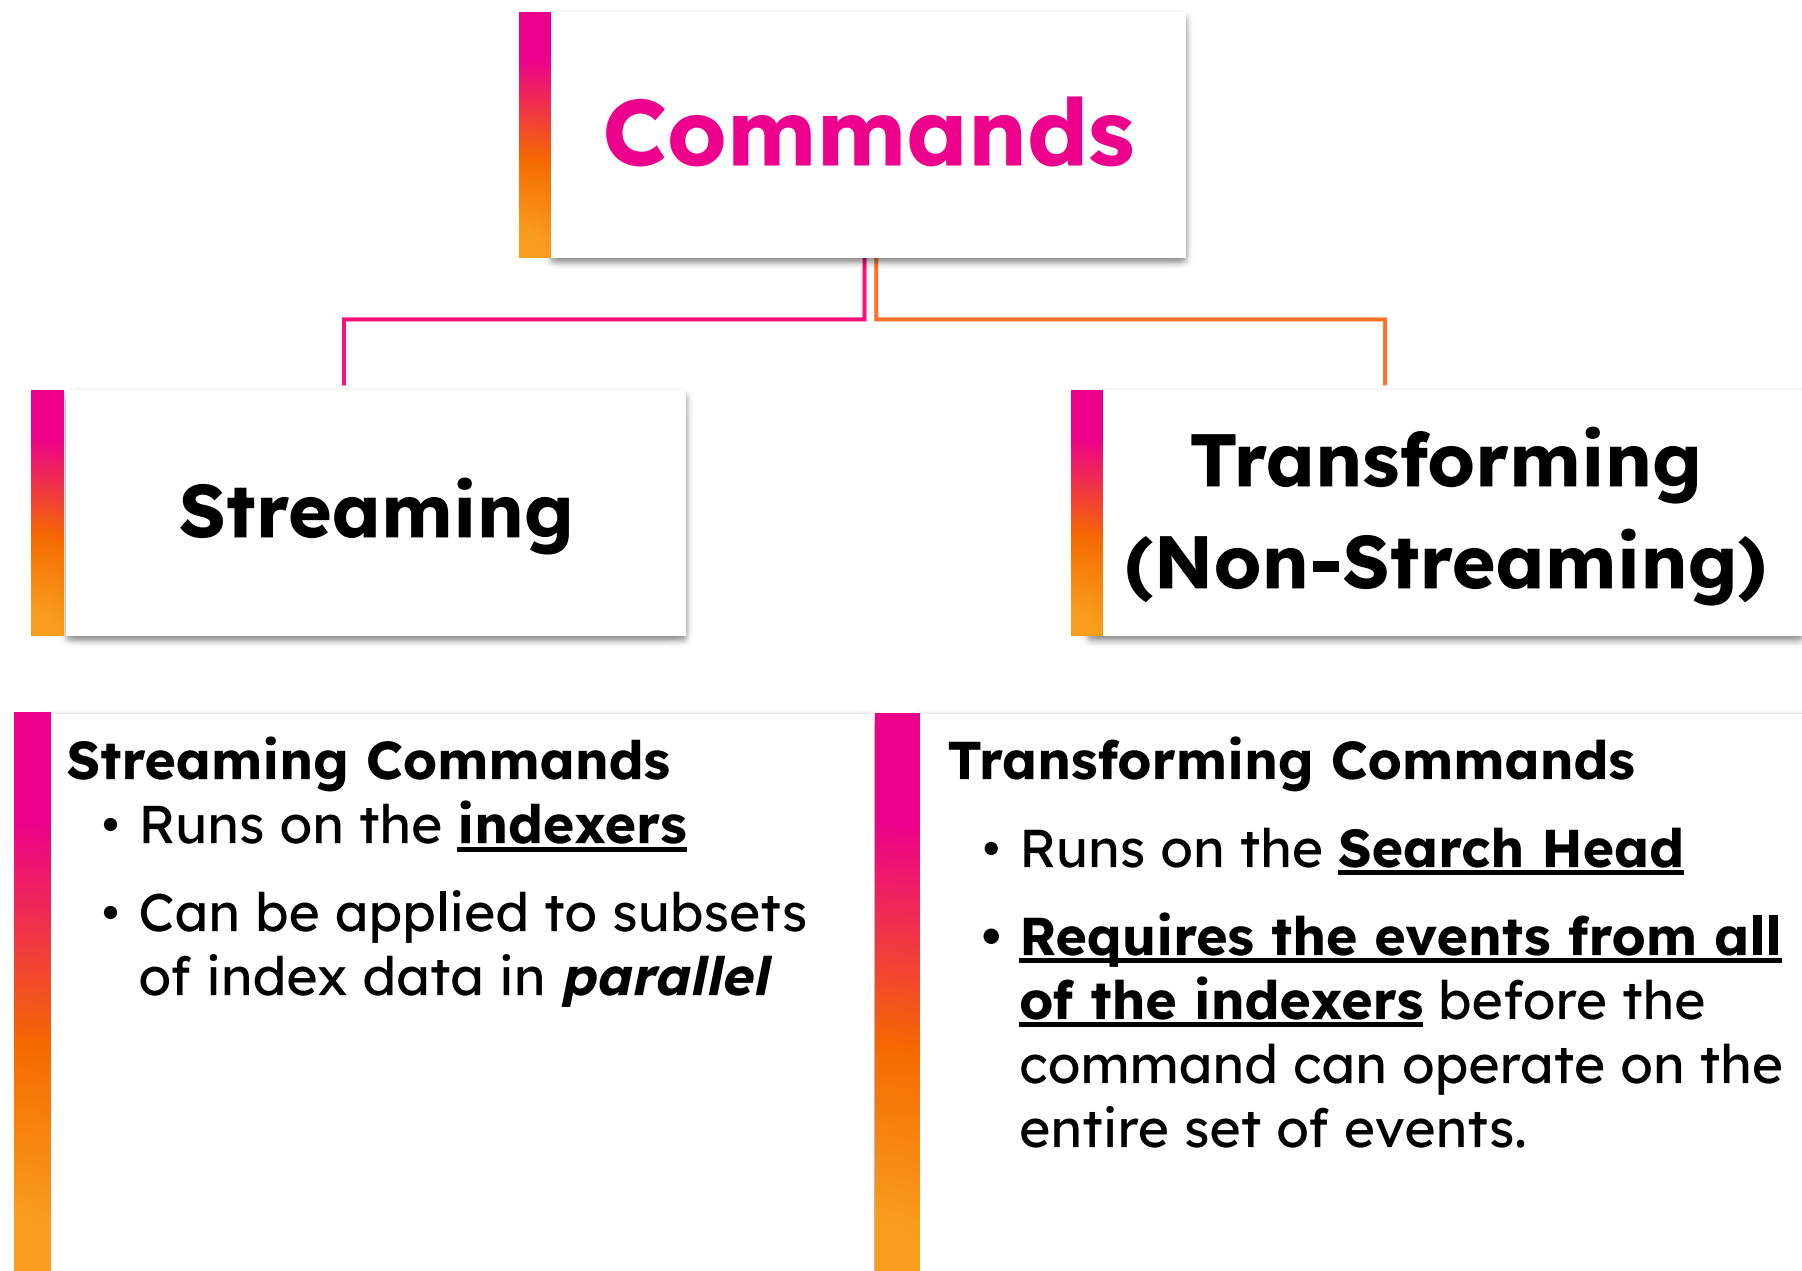 Commands
Streaming
Transforming
(Non-Streaming)
Streaming Commands
• Runs on the indexers
• Can be applied to subsets
of index data in parallel
Transforming Commands
• Runs on the Search Head
• Requires the events from all
of the indexers before the
command can operate on the
entire set of events.